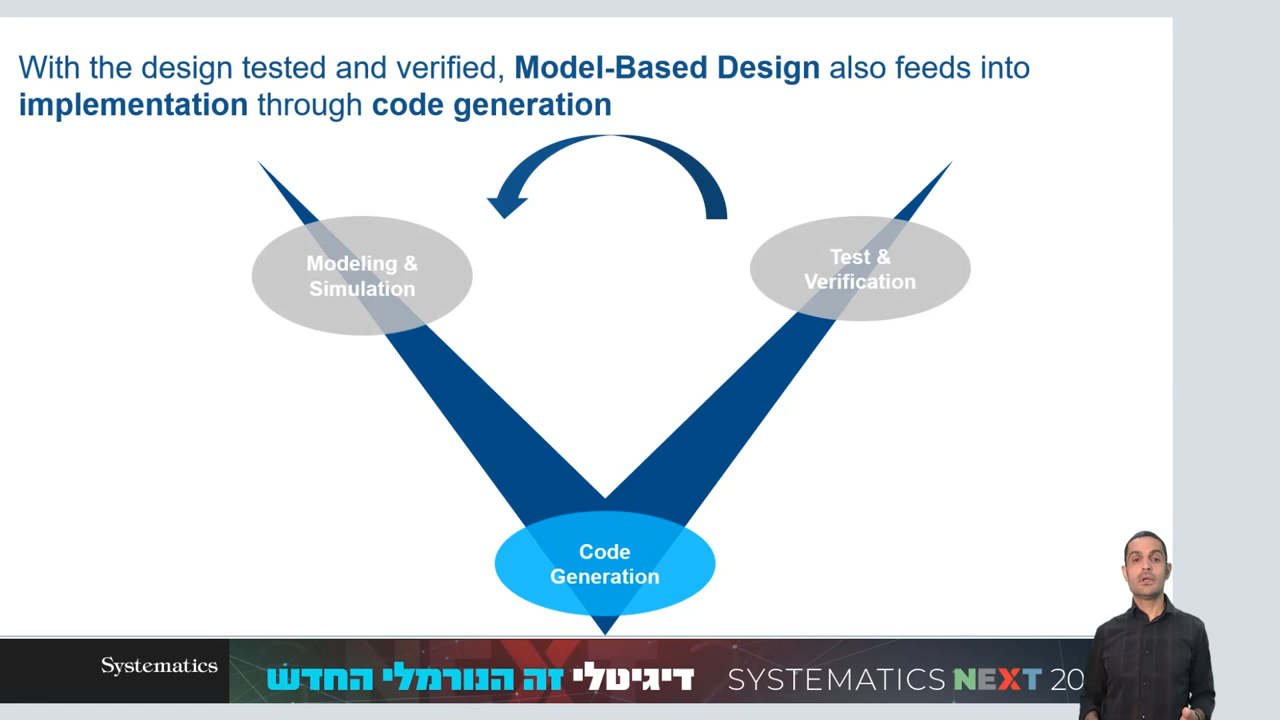 With the design tested and verified, Model-Based Design also feeds into
implementation through code generation
Modeling &
Simulation
Test &
Verification
Code
Generation
Systematics
דיגיטלי זה הנורמלי החדש
SYSTEMATICS NEXT 20